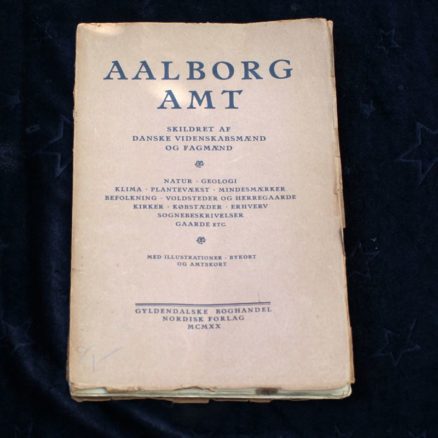 AALBORG
AMT
SKILDRET AF
DANSKE VIDENSKABSMÆND
OG FAGMÆND
NATUR · GEOLOGI
KLIMA · PLANTEVÆKST · MINDESMÆRKER
BEFOLKNING · VOLDSTEDER OG HERREGAARDE
KIRKER · KØBSTÆDER · ERHVERV
SOGNEBESKRIVELSER
GAARDE ETC
MED ILLUSTRATIONER · BYKORT
OG AMTSKORT
GYLDENDALSKE BOGHANDEL
NORDISK FORLAG
MCMXX